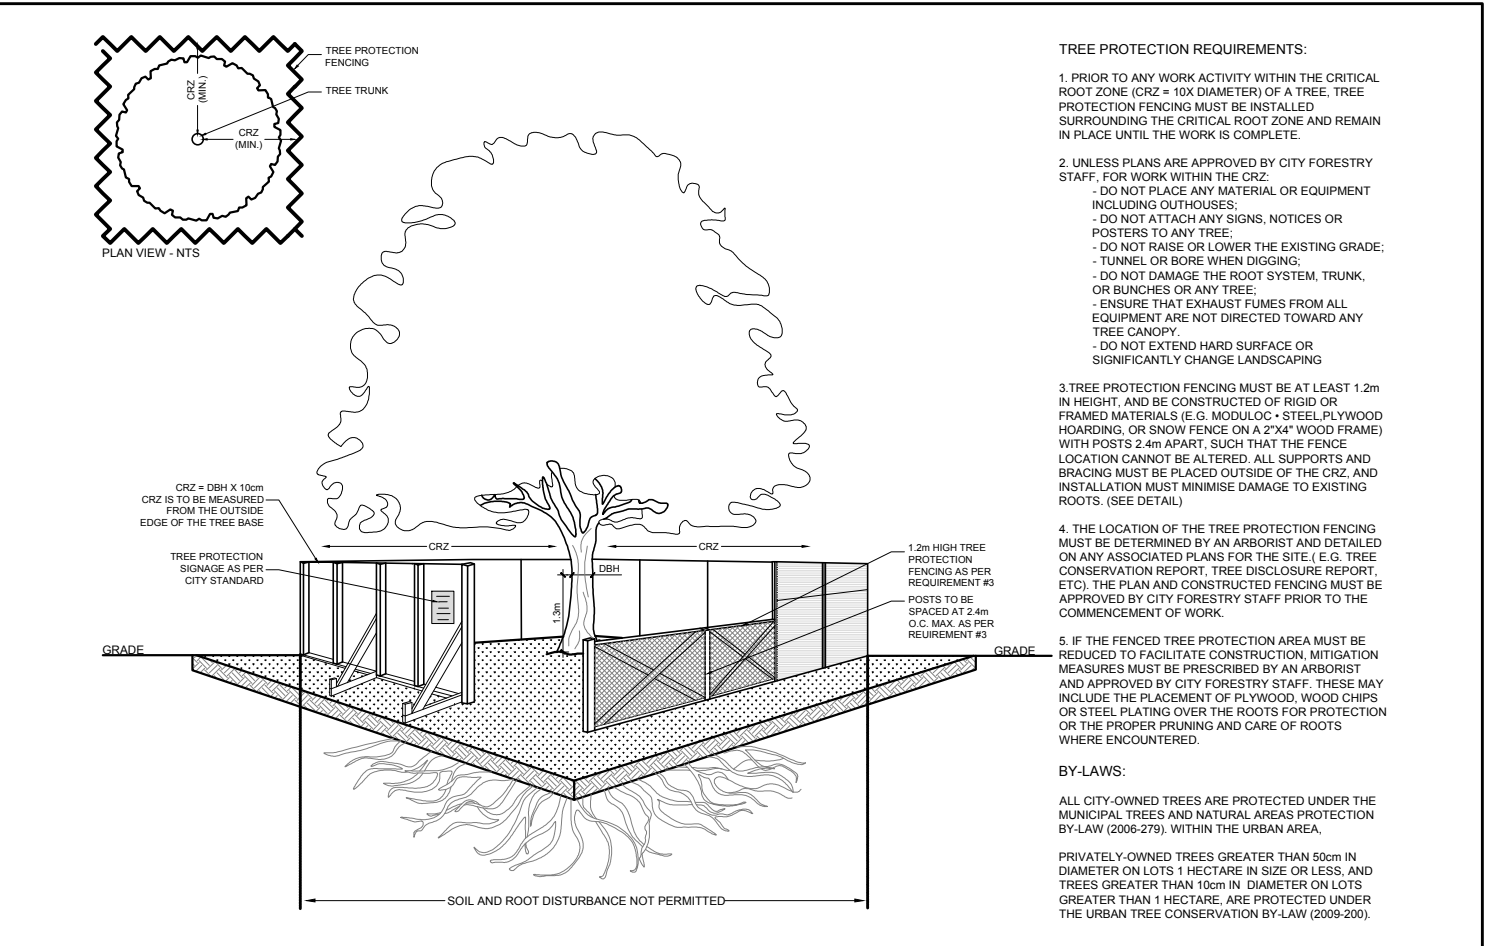 TREE PROTECTION
FENCING
TREE TRUNK
CRZ
(MIN.)
CRZ
(MIN.)
PLAN VIEW - NTS
CRZ = DBH X 10cm
CRZ IS TO BE MEASURED
FROM THE OUTSIDE
EDGE OF THE TREE BASE
TREE PROTECTION
SIGNAGE AS PER
CITY STANDARD
CRZ
CRZ
DBH
1.3m
1.2m HIGH TREE
PROTECTION
FENCING AS PER
REQUIREMENT #3
POSTS TO BE
SPACED AT 2.4m
O.C. MAX. AS PER
REUIREMENT #3
GRADE
GRADE
SOIL AND ROOT DISTURBANCE NOT PERMITTED
TREE PROTECTION REQUIREMENTS:
1. PRIOR TO ANY WORK ACTIVITY WITHIN THE CRITICAL
ROOT ZONE (CRZ = 10X DIAMETER) OF A TREE, TREE
PROTECTION FENCING MUST BE INSTALLED
SURROUNDING THE CRITICAL ROOT ZONE AND REMAIN
IN PLACE UNTIL THE WORK IS COMPLETE.
2. UNLESS PLANS ARE APPROVED BY CITY FORESTRY
STAFF, FOR WORK WITHIN THE CRZ:
- DO NOT PLACE ANY MATERIAL OR EQUIPMENT
INCLUDING OUTHOUSES;
- DO NOT ATTACH ANY SIGNS, NOTICES OR
POSTERS TO ANY TREE;
- DO NOT RAISE OR LOWER THE EXISTING GRADE;
- TUNNEL OR BORE WHEN DIGGING;
- DO NOT DAMAGE THE ROOT SYSTEM, TRUNK,
OR BUNCHES OR ANY TREE;
- ENSURE THAT EXHAUST FUMES FROM ALL
EQUIPMENT ARE NOT DIRECTED TOWARD ANY
TREE CANOPY.
- DO NOT EXTEND HARD SURFACE OR
SIGNIFICANTLY CHANGE LANDSCAPING
3.TREE PROTECTION FENCING MUST BE AT LEAST 1.2m
IN HEIGHT, AND BE CONSTRUCTED OF RIGID OR
FRAMED MATERIALS (E.G. MODULOC • STEEL,PLYWOOD
HOARDING, OR SNOW FENCE ON A 2"X4" WOOD FRAME)
WITH POSTS 2.4m APART, SUCH THAT THE FENCE
LOCATION CANNOT BE ALTERED. ALL SUPPORTS AND
BRACING MUST BE PLACED OUTSIDE OF THE CRZ, AND
INSTALLATION MUST MINIMISE DAMAGE TO EXISTING
ROOTS. (SEE DETAIL)
4. THE LOCATION OF THE TREE PROTECTION FENCING
MUST BE DETERMINED BY AN ARBORIST AND DETAILED
ON ANY ASSOCIATED PLANS FOR THE SITE.( E.G. TREE
CONSERVATION REPORT, TREE DISCLOSURE REPORT,
ETC). THE PLAN AND CONSTRUCTED FENCING MUST BE
APPROVED BY CITY FORESTRY STAFF PRIOR TO THE
COMMENCEMENT OF WORK.
5. IF THE FENCED TREE PROTECTION AREA MUST BE
REDUCED TO FACILITATE CONSTRUCTION, MITIGATION
MEASURES MUST BE PRESCRIBED BY AN ARBORIST
AND APPROVED BY CITY FORESTRY STAFF. THESE MAY
INCLUDE THE PLACEMENT OF PLYWOOD, WOOD CHIPS
OR STEEL PLATING OVER THE ROOTS FOR PROTECTION
OR THE PROPER PRUNING AND CARE OF ROOTS
WHERE ENCOUNTERED.
BY-LAWS:
ALL CITY-OWNED TREES ARE PROTECTED UNDER THE
MUNICIPAL TREES AND NATURAL AREAS PROTECTION
BY-LAW (2006-279). WITHIN THE URBAN AREA,
PRIVATELY-OWNED TREES GREATER THAN 50cm IN
DIAMETER ON LOTS 1 HECTARE IN SIZE OR LESS, AND
TREES GREATER THAN 10cm IN DIAMETER ON LOTS
GREATER THAN 1 HECTARE, ARE PROTECTED UNDER
THE URBAN TREE CONSERVATION BY-LAW (2009-200).